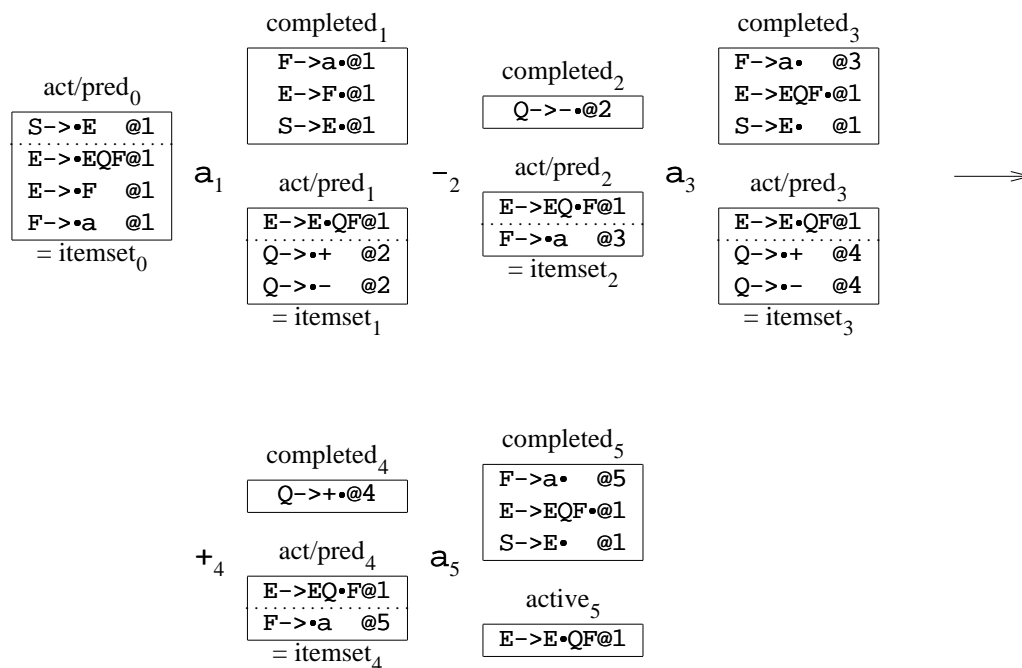 act/pred0
S->•E @1
E->•EQF@1
E->•F @1
F->•a @1
= itemset0
a1
completed1
F->a•@1
E->F•@1
S->E•@1
act/pred1
E->E•QF@1
Q->•+ @2
Q->•- @2
= itemset1
-2
completed2
Q->-•@2
act/pred2
E->EQ•F@1
F->•a @3
= itemset2
a3
completed3
F->a• @3
E->EQF•@1
S->E• @1
act/pred3
E->E•QF@1
Q->•+ @4
Q->•- @4
= itemset3
+4
completed4
Q->+•@4
act/pred4
E->EQ•F@1
F->•a @5
= itemset4
a5
completed5
F->a• @5
E->EQF•@1
S->E• @1
active5
E->E•QF@1